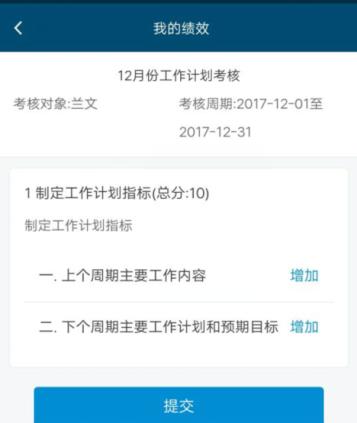 我的绩效
12月份工作计划考核
考核对象:兰文
考核周期:2017-12-01至
2017-12-31
1 制定工作计划指标(总分:10)
制定工作计划指标
一. 上个周期主要工作内容 增加
二. 下个周期主要工作计划和预期目标 增加
提交